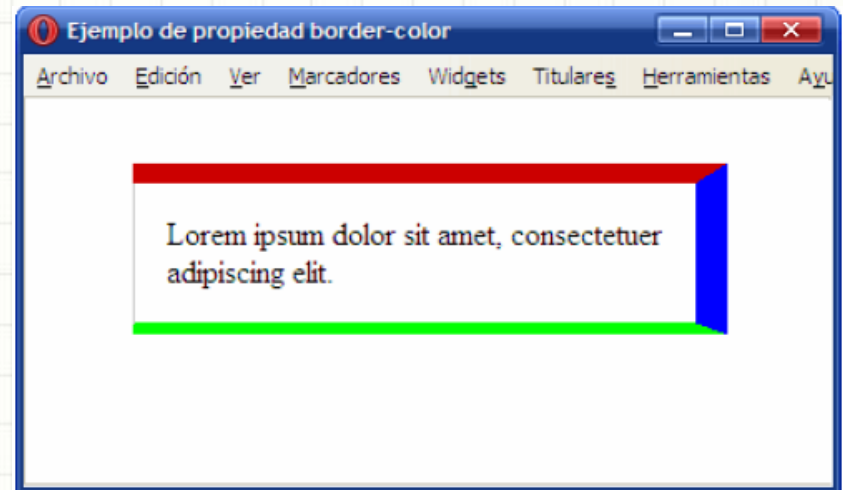 Ejemplo de propiedad border-color
Archivo Edición Ver Marcadores Widgets Titulares Herramientas Ayu
Lorem ipsum dolor sit amet, consectetuer
adipiscing elit.